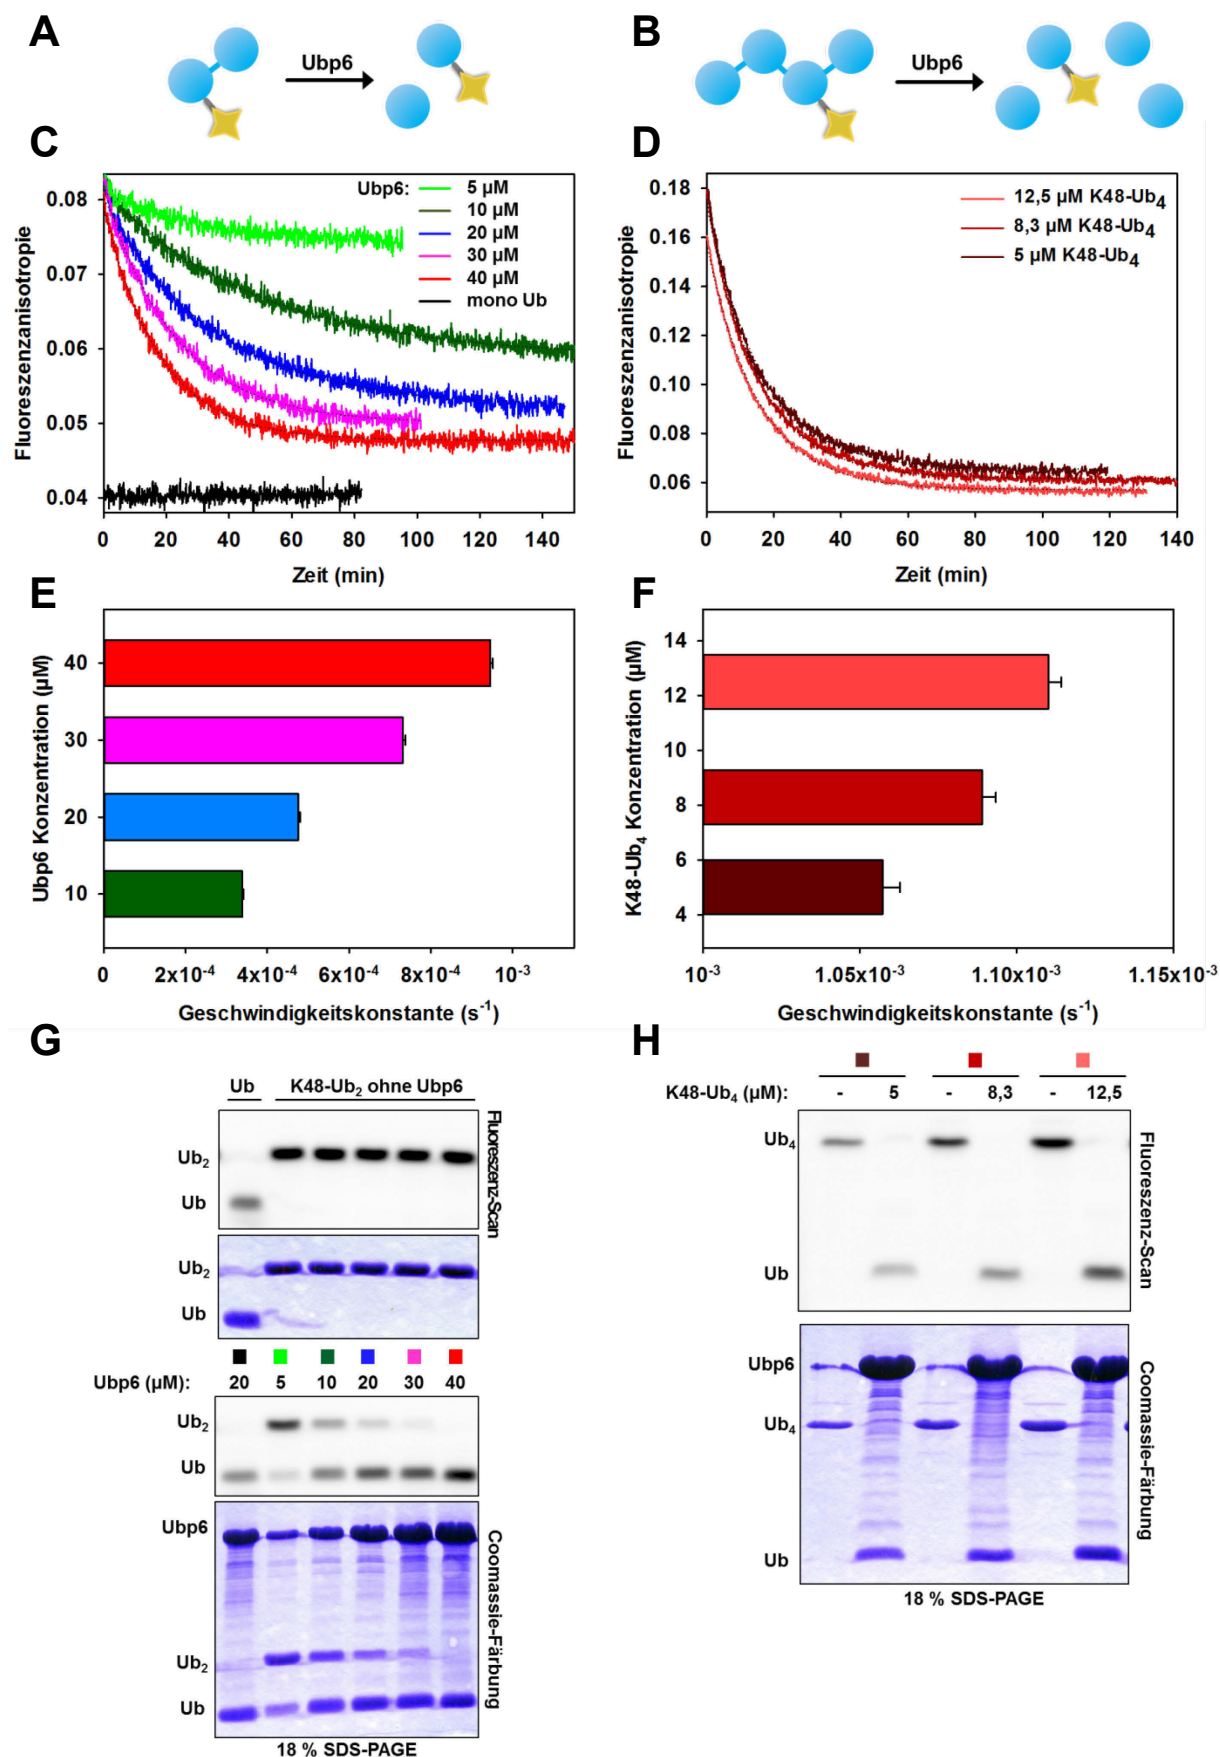 A
Ubp6
B
Ubp6
C
Fluoreszenzanisotropie
0.08
0.07
0.06
0.05
0.04
Ubp6:
5 µM
10 µM
20 µM
30 µM
40 µM
mono Ub
0 20 40 60 80 100 120 140
Zeit (min)
D
Fluoreszenzanisotropie
0.18
0.16
0.14
0.12
0.10
0.08
0.06
12,5 µM K48-Ub₄
8,3 µM K48-Ub₄
5 µM K48-Ub₄
0 20 40 60 80 100 120 140
Zeit (min)
E
Ubp6 Konzentration (µM)
40
30
20
10
0 2x10⁻⁴ 4x10⁻⁴ 6x10⁻⁴ 8x10⁻⁴ 10⁻³
Geschwindigkeitskonstante (s⁻¹)
F
K48-Ub₄ Konzentration (µM)
14
12
10
8
6
4
10⁻³ 1.05x10⁻³ 1.10x10⁻³ 1.15x10⁻³
Geschwindigkeitskonstante (s⁻¹)
G
Ub K48-Ub₂ ohne Ubp6
Ub₂
Ub
Fluoreszenz-Scan
Ub₂
Ub
Ubp6 (µM): 20 5 10 20 30 40
Ub₂
Ub
Ubp6
Ub₂
Ub
Coomassie-Färbung
18 % SDS-PAGE
H
K48-Ub₄ (µM): - 5 - 8,3 - 12,5
Ub₄
Ub
Fluoreszenz-Scan
Ubp6
Ub₄
Ub
Coomassie-Färbung
18 % SDS-PAGE